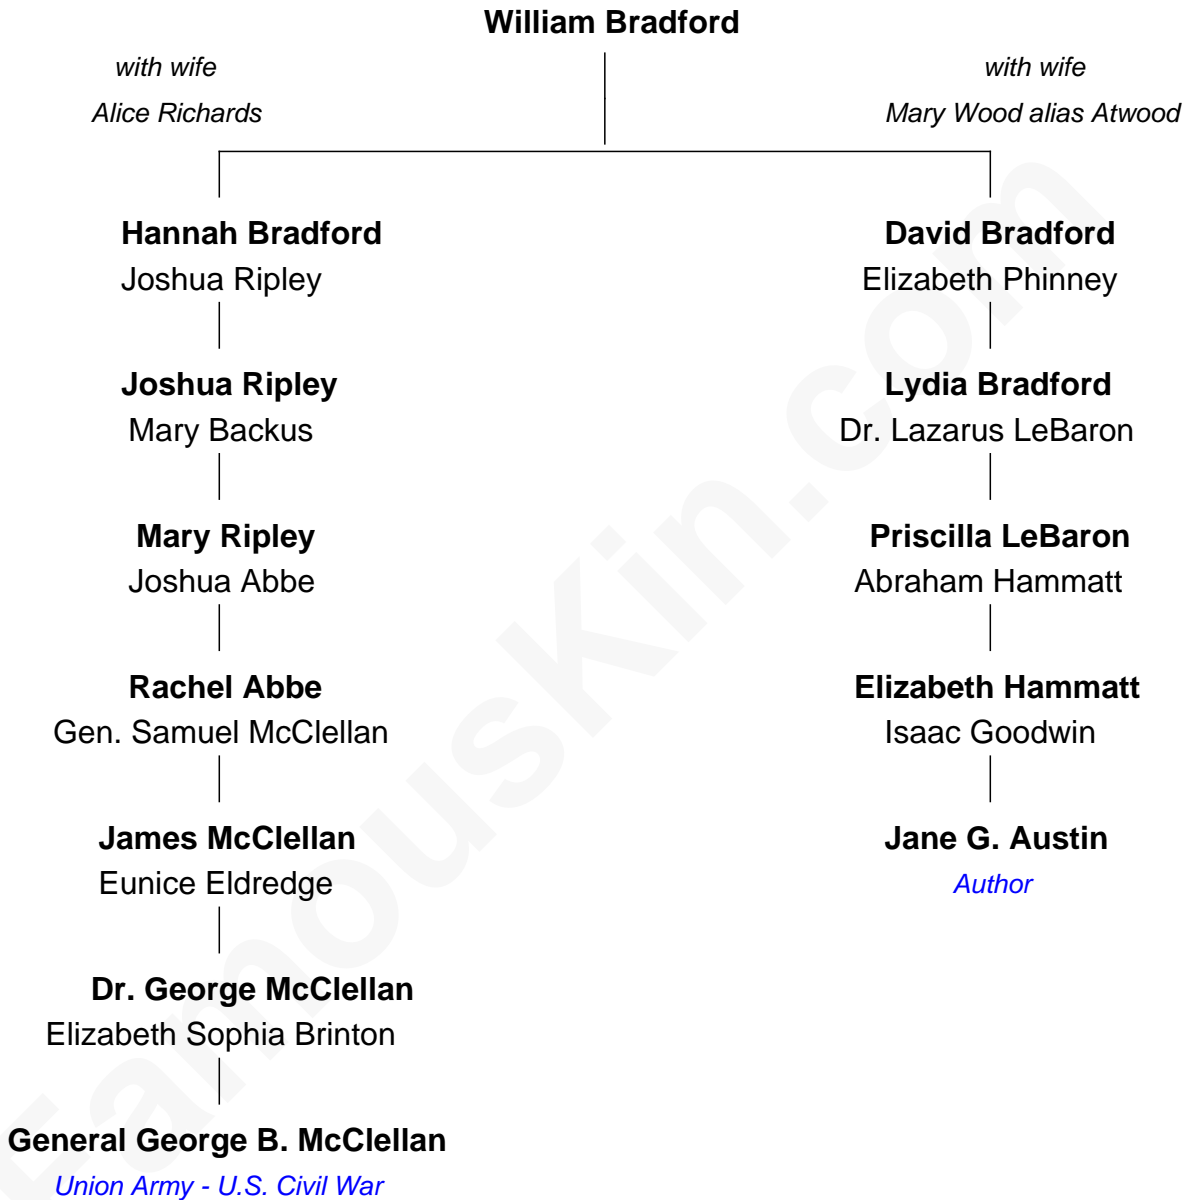 William Bradford
with wife
Alice Richards
with wife
Mary Wood alias Atwood
Hannah Bradford
Joshua Ripley
David Bradford
Elizabeth Phinney
Joshua Ripley
Mary Backus
Lydia Bradford
Dr. Lazarus LeBaron
Mary Ripley
Joshua Abbe
Priscilla LeBaron
Abraham Hammatt
Rachel Abbe
Gen. Samuel McClellan
Elizabeth Hammatt
Isaac Goodwin
James McClellan
Eunice Eldredge
Jane G. Austin
Author
Dr. George McClellan
Elizabeth Sophia Brinton
General George B. McClellan
Union Army - U.S. Civil War
FamousKin.com